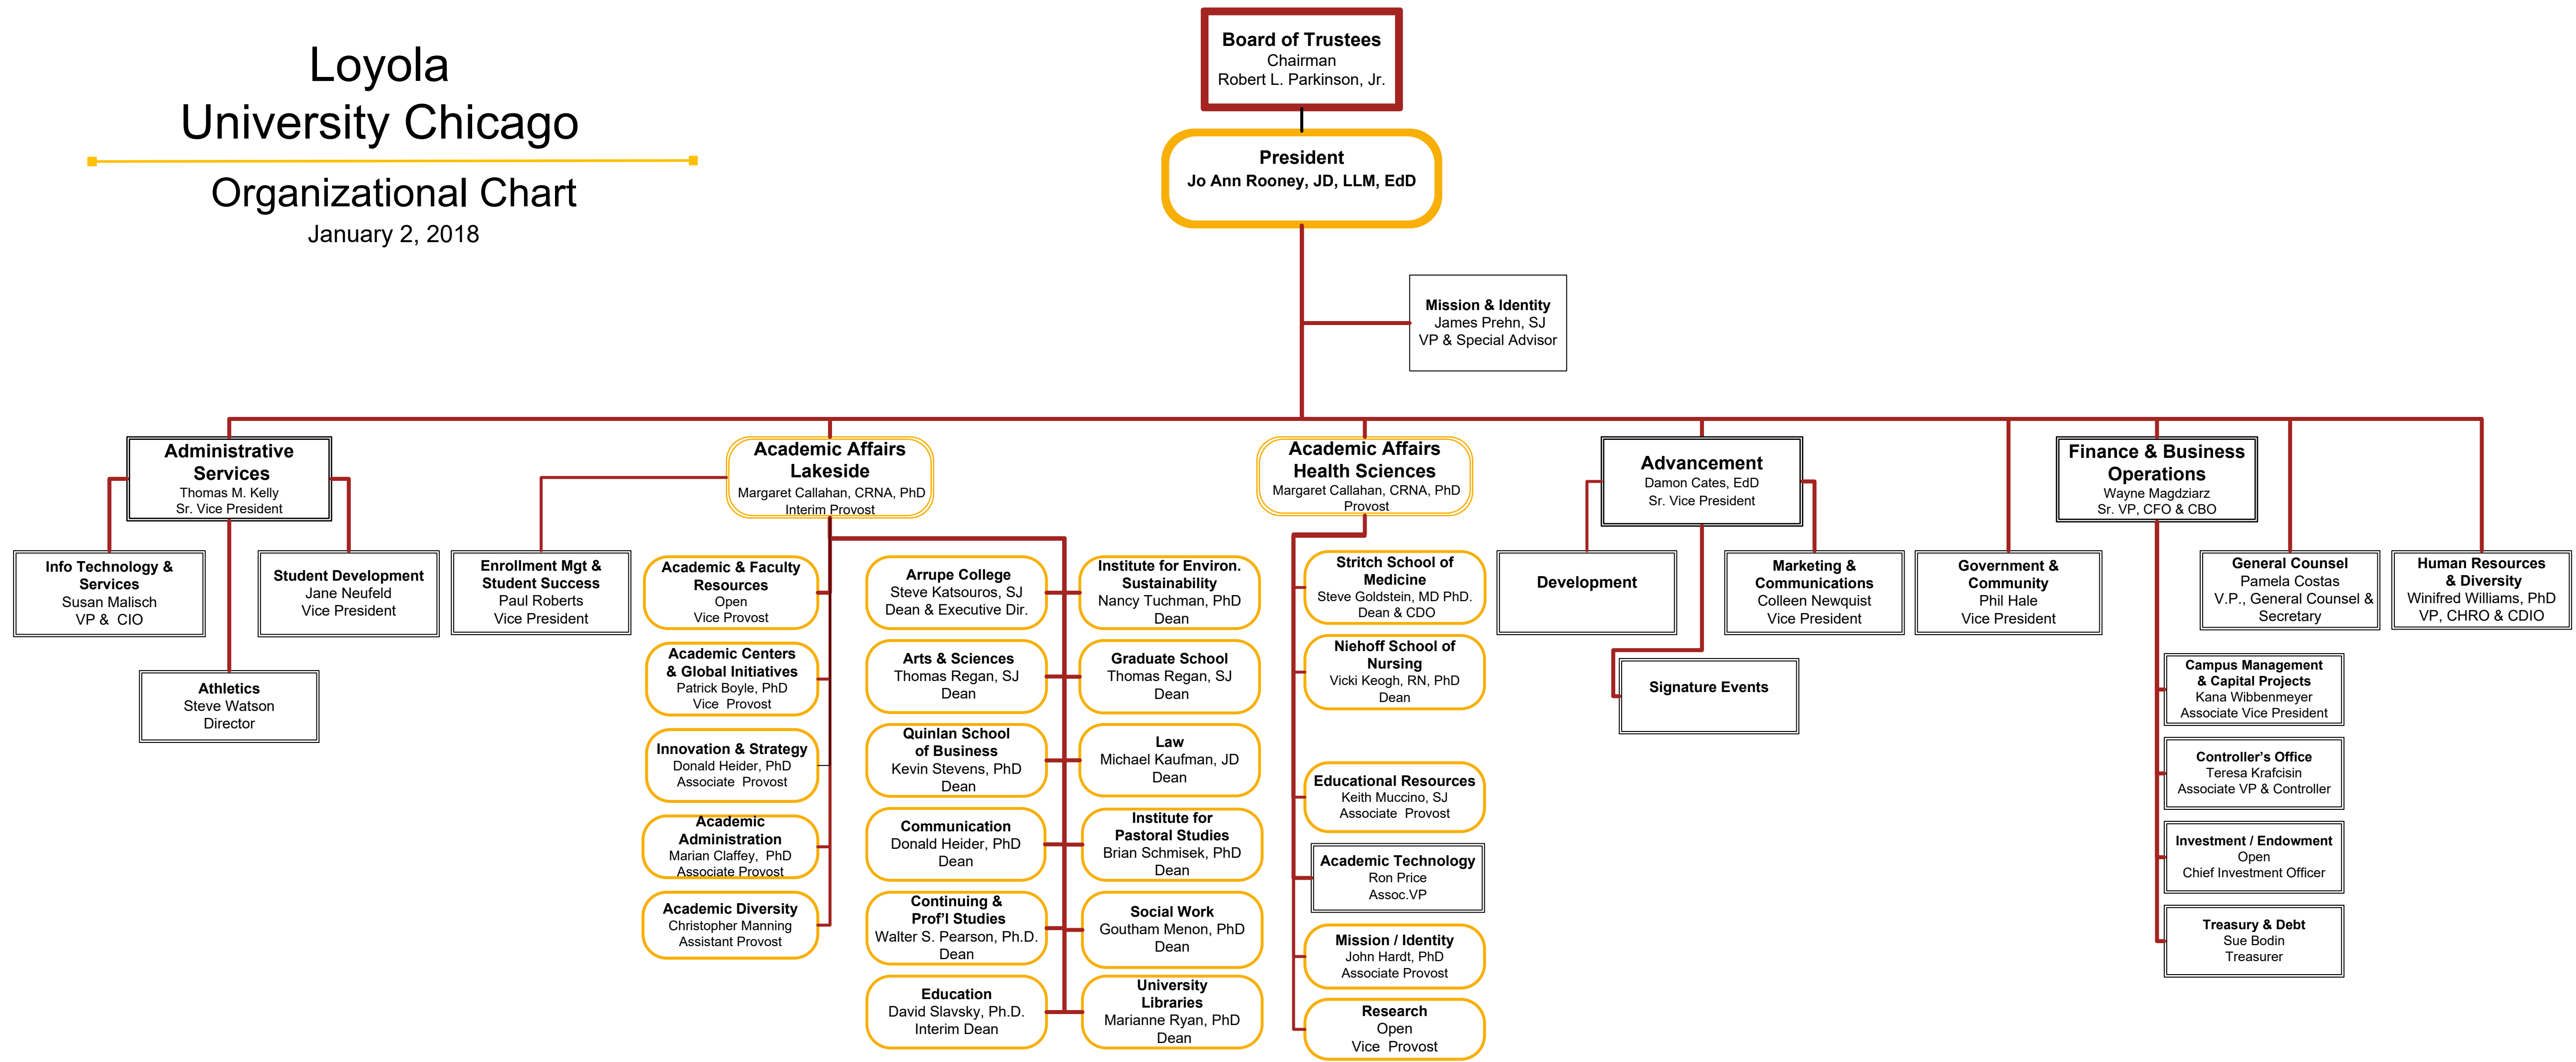 Loyola
University Chicago
Organizational Chart
January 2, 2018
Board of Trustees
Chairman
Robert L. Parkinson, Jr.
President
Jo Ann Rooney, JD, LLM, EdD
Mission & Identity
James Prehn, SJ
VP & Special Advisor
Administrative
Services
Thomas M. Kelly
Sr. Vice President
Info Technology &
Services
Susan Malisch
VP & CIO
Student Development
Jane Neufeld
Vice President
Athletics
Steve Watson
Director
Academic Affairs
Lakeside
Margaret Callahan, CRNA, PhD
Interim Provost
Enrollment Mgt &
Student Success
Paul Roberts
Vice President
Academic & Faculty
Resources
Open
Vice Provost
Academic Centers
& Global Initiatives
Patrick Boyle, PhD
Vice Provost
Innovation & Strategy
Donald Heider, PhD
Associate Provost
Academic
Administration
Marian Claffey, PhD
Associate Provost
Academic Diversity
Christopher Manning
Assistant Provost
Arrupe College
Steve Katsouros, SJ
Dean & Executive Dir.
Arts & Sciences
Thomas Regan, SJ
Dean
Quinlan School
of Business
Kevin Stevens, PhD
Dean
Communication
Donald Heider, PhD
Dean
Continuing &
Prof'l Studies
Walter S. Pearson, Ph.D.
Dean
Education
David Slavsky, Ph.D.
Interim Dean
Institute for Environ.
Sustainability
Nancy Tuchman, PhD
Dean
Graduate School
Thomas Regan, SJ
Dean
Law
Michael Kaufman, JD
Dean
Institute for
Pastoral Studies
Brian Schmisek, PhD
Dean
Social Work
Goutham Menon, PhD
Dean
University
Libraries
Marianne Ryan, PhD
Dean
Academic Affairs
Health Sciences
Margaret Callahan, CRNA, PhD
Provost
Stritch School of
Medicine
Steve Goldstein, MD PhD.
Dean & CDO
Niehoff School of
Nursing
Vicki Keogh, RN, PhD
Dean
Educational Resources
Keith Muccino, SJ
Associate Provost
Academic Technology
Ron Price
Assoc.VP
Mission / Identity
John Hardt, PhD
Associate Provost
Research
Open
Vice Provost
Advancement
Damon Cates, EdD
Sr. Vice President
Development
Signature Events
Marketing &
Communications
Colleen Newquist
Vice President
Government &
Community
Phil Hale
Vice President
Finance & Business
Operations
Wayne Magdziarz
Sr. VP, CFO & CBO
Campus Management
& Capital Projects
Kana Wibbenmeyer
Associate Vice President
Controller's Office
Teresa Krafcisin
Associate VP & Controller
Investment / Endowment
Open
Chief Investment Officer
Treasury & Debt
Sue Bodin
Treasurer
General Counsel
Pamela Costas
V.P., General Counsel &
Secretary
Human Resources
& Diversity
Winifred Williams, PhD
VP, CHRO & CDIO